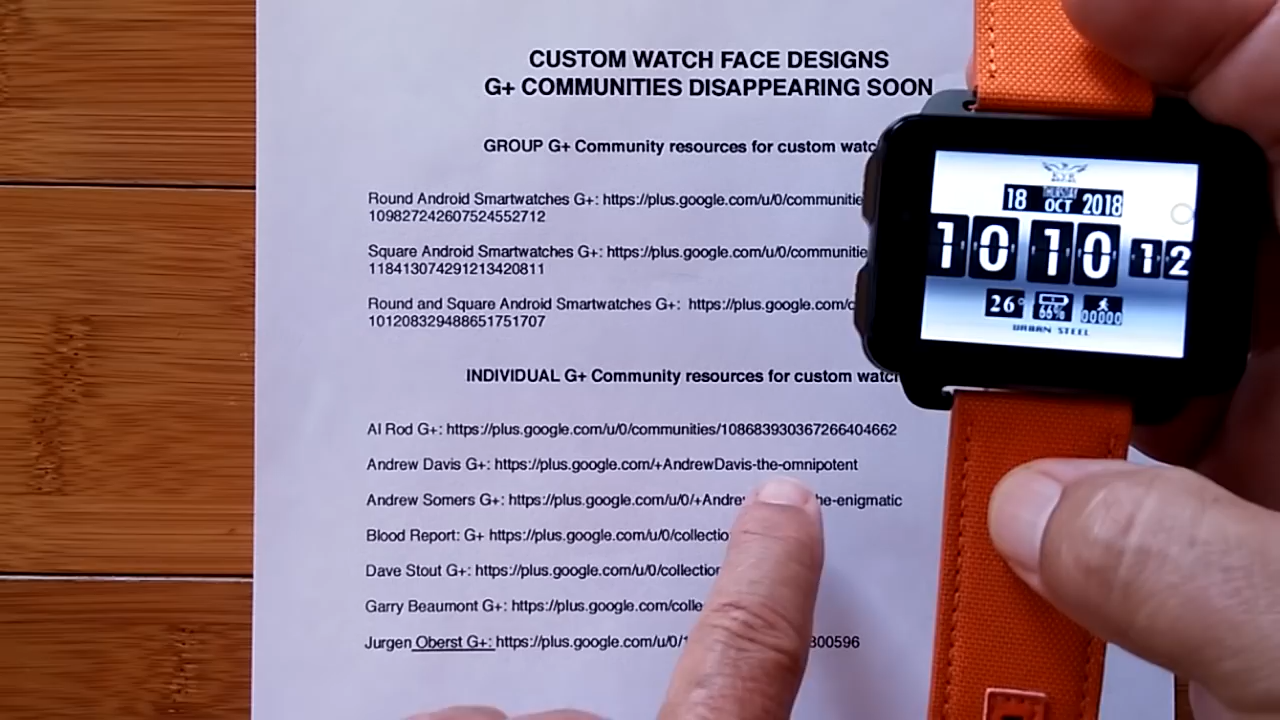 CUSTOM WATCH FACE DESIGNS
G+ COMMUNITIES DISAPPEARING SOON
GROUP G+ Community resources for custom watc
Round Android Smartwatches G+: https://plus.google.com/u/0/communitie
109827242607524552712
Square Android Smartwatches G+: https://plus.google.com/u/0/communitie
118413074291213420811
Round and Square Android Smartwatches G+: https://plus.google.com/c
101208329488651751707
INDIVIDUAL G+ Community resources for custom watch
Al Rod G+: https://plus.google.com/u/0/communities/108683930367266404662
Andrew Davis G+: https://plus.google.com/+AndrewDavis-the-omnipotent
Andrew Somers G+: https://plus.google.com/u/0/+Andre he-enigmatic
Blood Report: G+ https://plus.google.com/u/0/collectio
Dave Stout G+: https://plus.google.com/u/0/collection
Garry Beaumont G+: https://plus.google.com/colle
Jurgen Oberst G+: https://plus.google.com/u/0/1 300596
18 THURSDAY OCT 2018
10 10 12
26° 66% 00000
URBAN STEEL